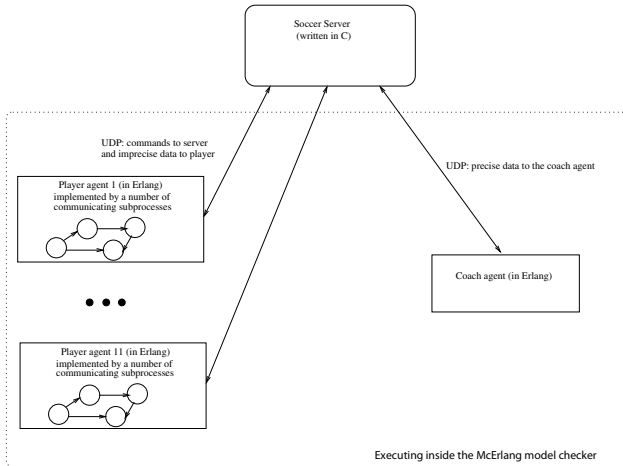 Soccer Server
(written in C)
UDP: commands to server
and imprecise data to player
UDP: precise data to the coach agent
Player agent 1 (in Erlang)
implemented by a number of
communicating subprocesses
Coach agent (in Erlang)
Player agent 11 (in Erlang)
implemented by a number of
communicating subprocesses
Executing inside the McErlang model checker